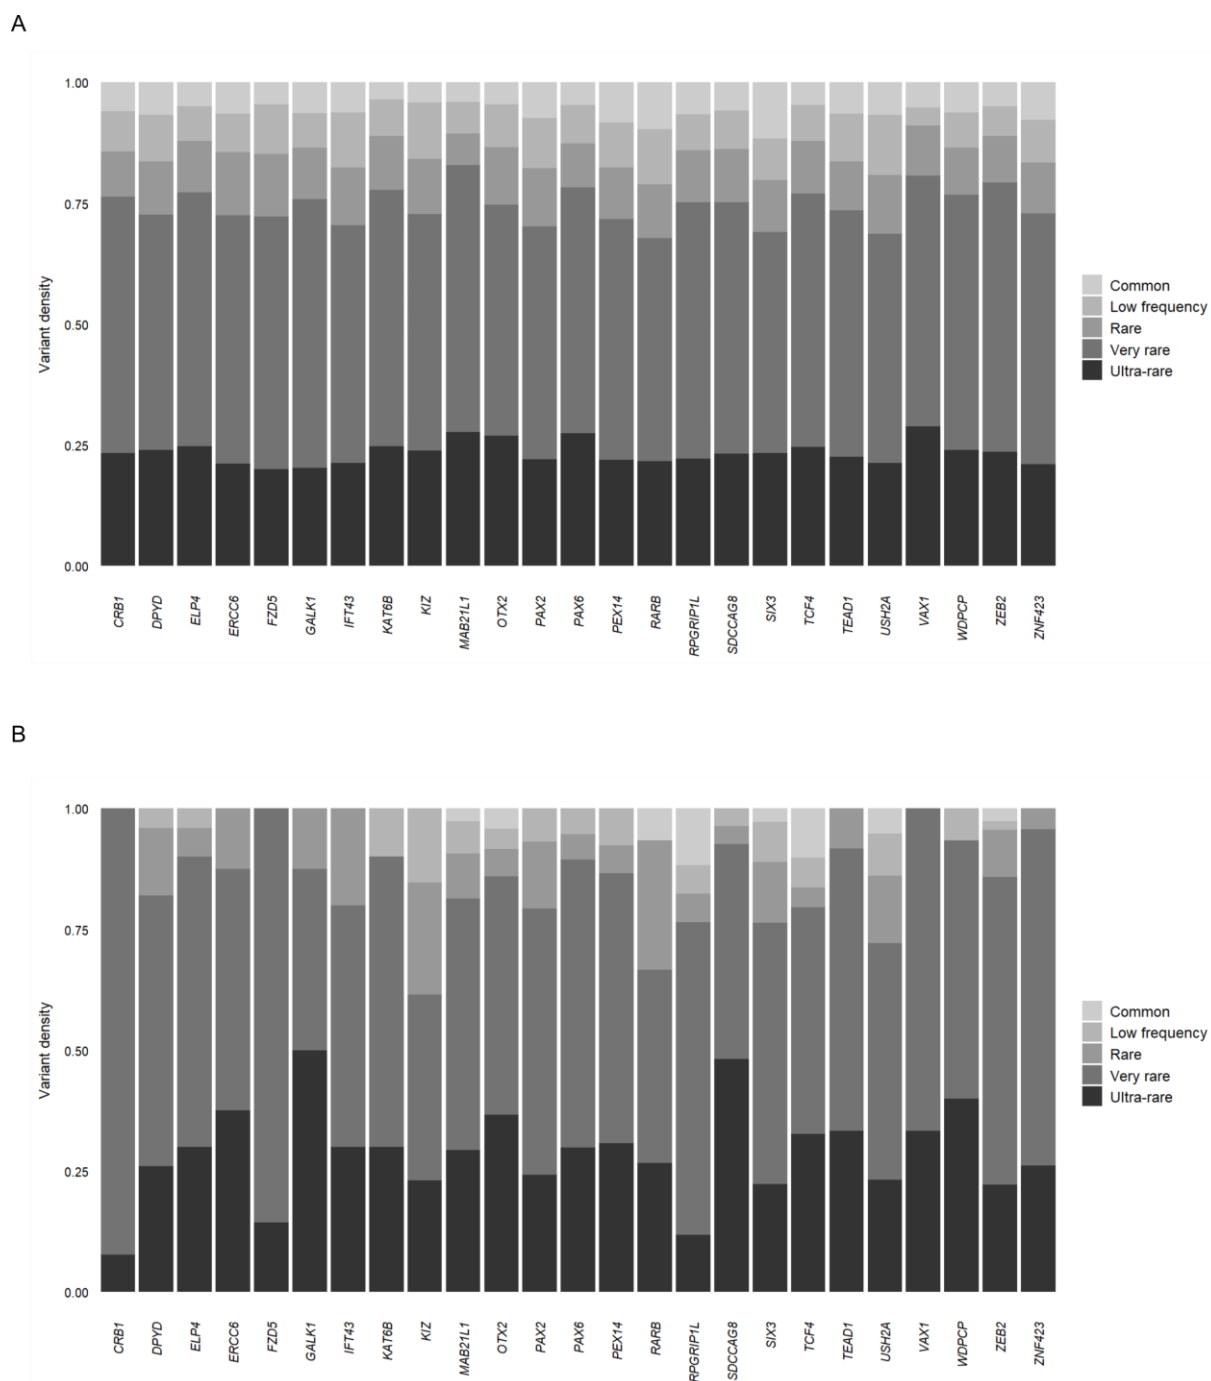 A
1.00
0.75
0.50
0.25
0.00
Variant density
Common
Low frequency
Rare
Very rare
Ultra-rare
CRB1
DPYD
ELP4
ERCC6
FZD5
GALK1
IFT43
KAT6B
KIZ
MAB21L1
OTX2
PAX2
PAX6
PEX14
RARB
RPGRIP1L
SDCCAG8
SIX3
TCF4
TEAD1
USH2A
VAX1
WDPCP
ZEB2
ZNF423
B
1.00
0.75
0.50
0.25
0.00
Variant density
Common
Low frequency
Rare
Very rare
Ultra-rare
CRB1
DPYD
ELP4
ERCC6
FZD5
GALK1
IFT43
KAT6B
KIZ
MAB21L1
OTX2
PAX2
PAX6
PEX14
RARB
RPGRIP1L
SDCCAG8
SIX3
TCF4
TEAD1
USH2A
VAX1
WDPCP
ZEB2
ZNF423